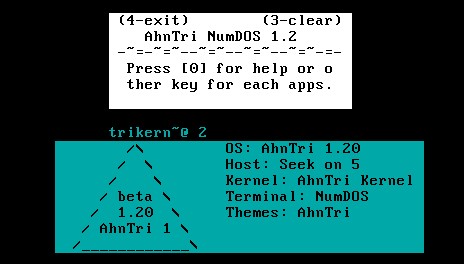 (4-exit) (3-clear)
AhnTri NumDOS 1.2
-~=-~=~--~=~--~=~--~=~-=-
Press [0] for help or o
ther key for each apps.
trikern~@ 2
OS: AhnTri 1.20
Host: Seek on 5
Kernel: AhnTri Kernel
beta Terminal: NumDOS
1.20 Themes: AhnTri
AhnTri 1